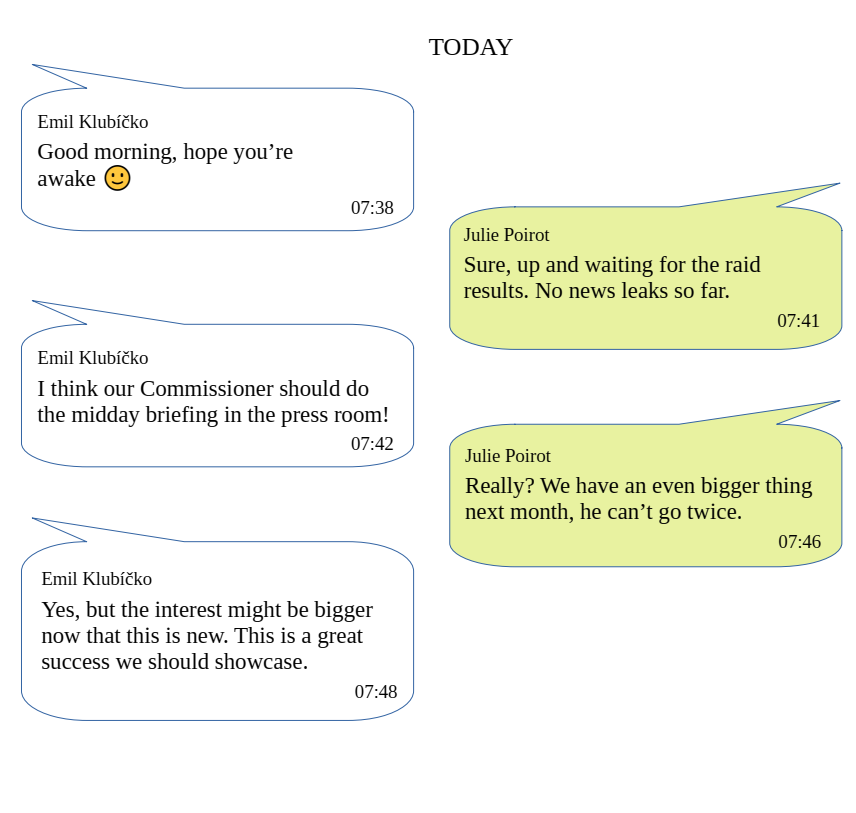 TODAY
Emil Klubíčko
Good morning, hope you’re
awake 🙂
07:38
Julie Poirot
Sure, up and waiting for the raid
results. No news leaks so far.
07:41
Emil Klubíčko
I think our Commissioner should do
the midday briefing in the press room!
07:42
Julie Poirot
Really? We have an even bigger thing
next month, he can’t go twice.
07:46
Emil Klubíčko
Yes, but the interest might be bigger
now that this is new. This is a great
success we should showcase.
07:48